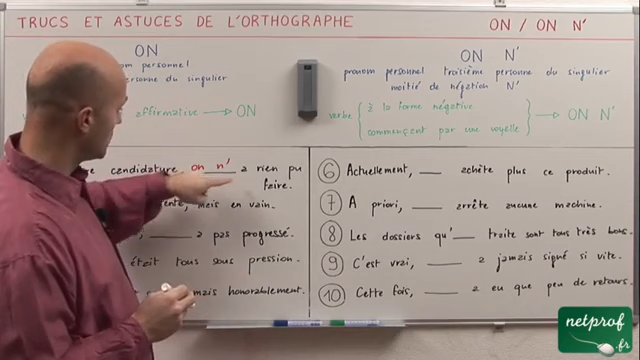 TRUCS ET ASTUCES DE L'ORTHOGRAPHE
ON / ON N'
ON
personnel
personne du singulier
affirmative → ON
ON N'
pronom personnel troisième personne du singulier
moitié de négation N'
verbe { à la forme négative
commençant par une voyelle } → ON N'
candidature on n' a rien pu
faire.
mais en vain.
, ___ a pas progressé.
était tous sous pression.
honorablement.
6 Actuellement, ___ achète plus ce produit.
7 A priori, ___ arrête aucune machine.
8 Les dossiers qu'___ traite sont tous très bons.
9 C'est vrai, ___ a jamais signé si vite.
10 Cette fois, ___ a eu que peu de retours.
netprof
.fr